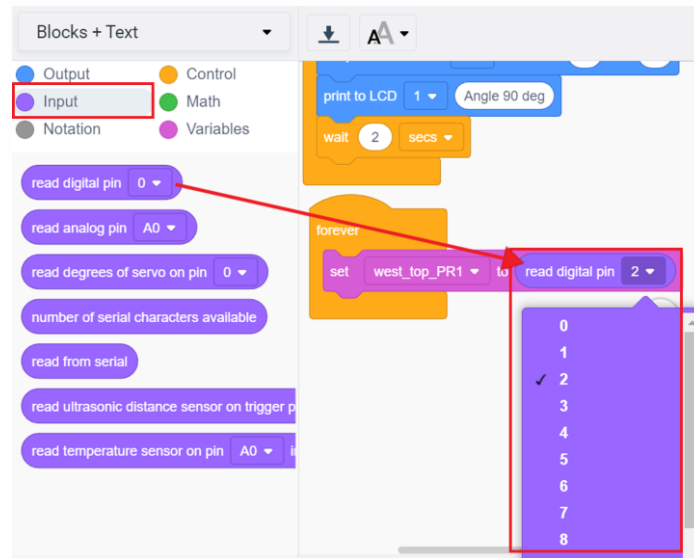 Blocks + Text
AA
Output
Control
Input
Math
Notation
Variables
read digital pin 0
read analog pin A0
read degrees of servo on pin 0
number of serial characters available
read from serial
read ultrasonic distance sensor on trigger p
read temperature sensor on pin A0
print to LCD 1 Angle 90 deg
wait 2 secs
forever
set west_top_PR1 to read digital pin 2
0
1
✓ 2
3
4
5
6
7
8